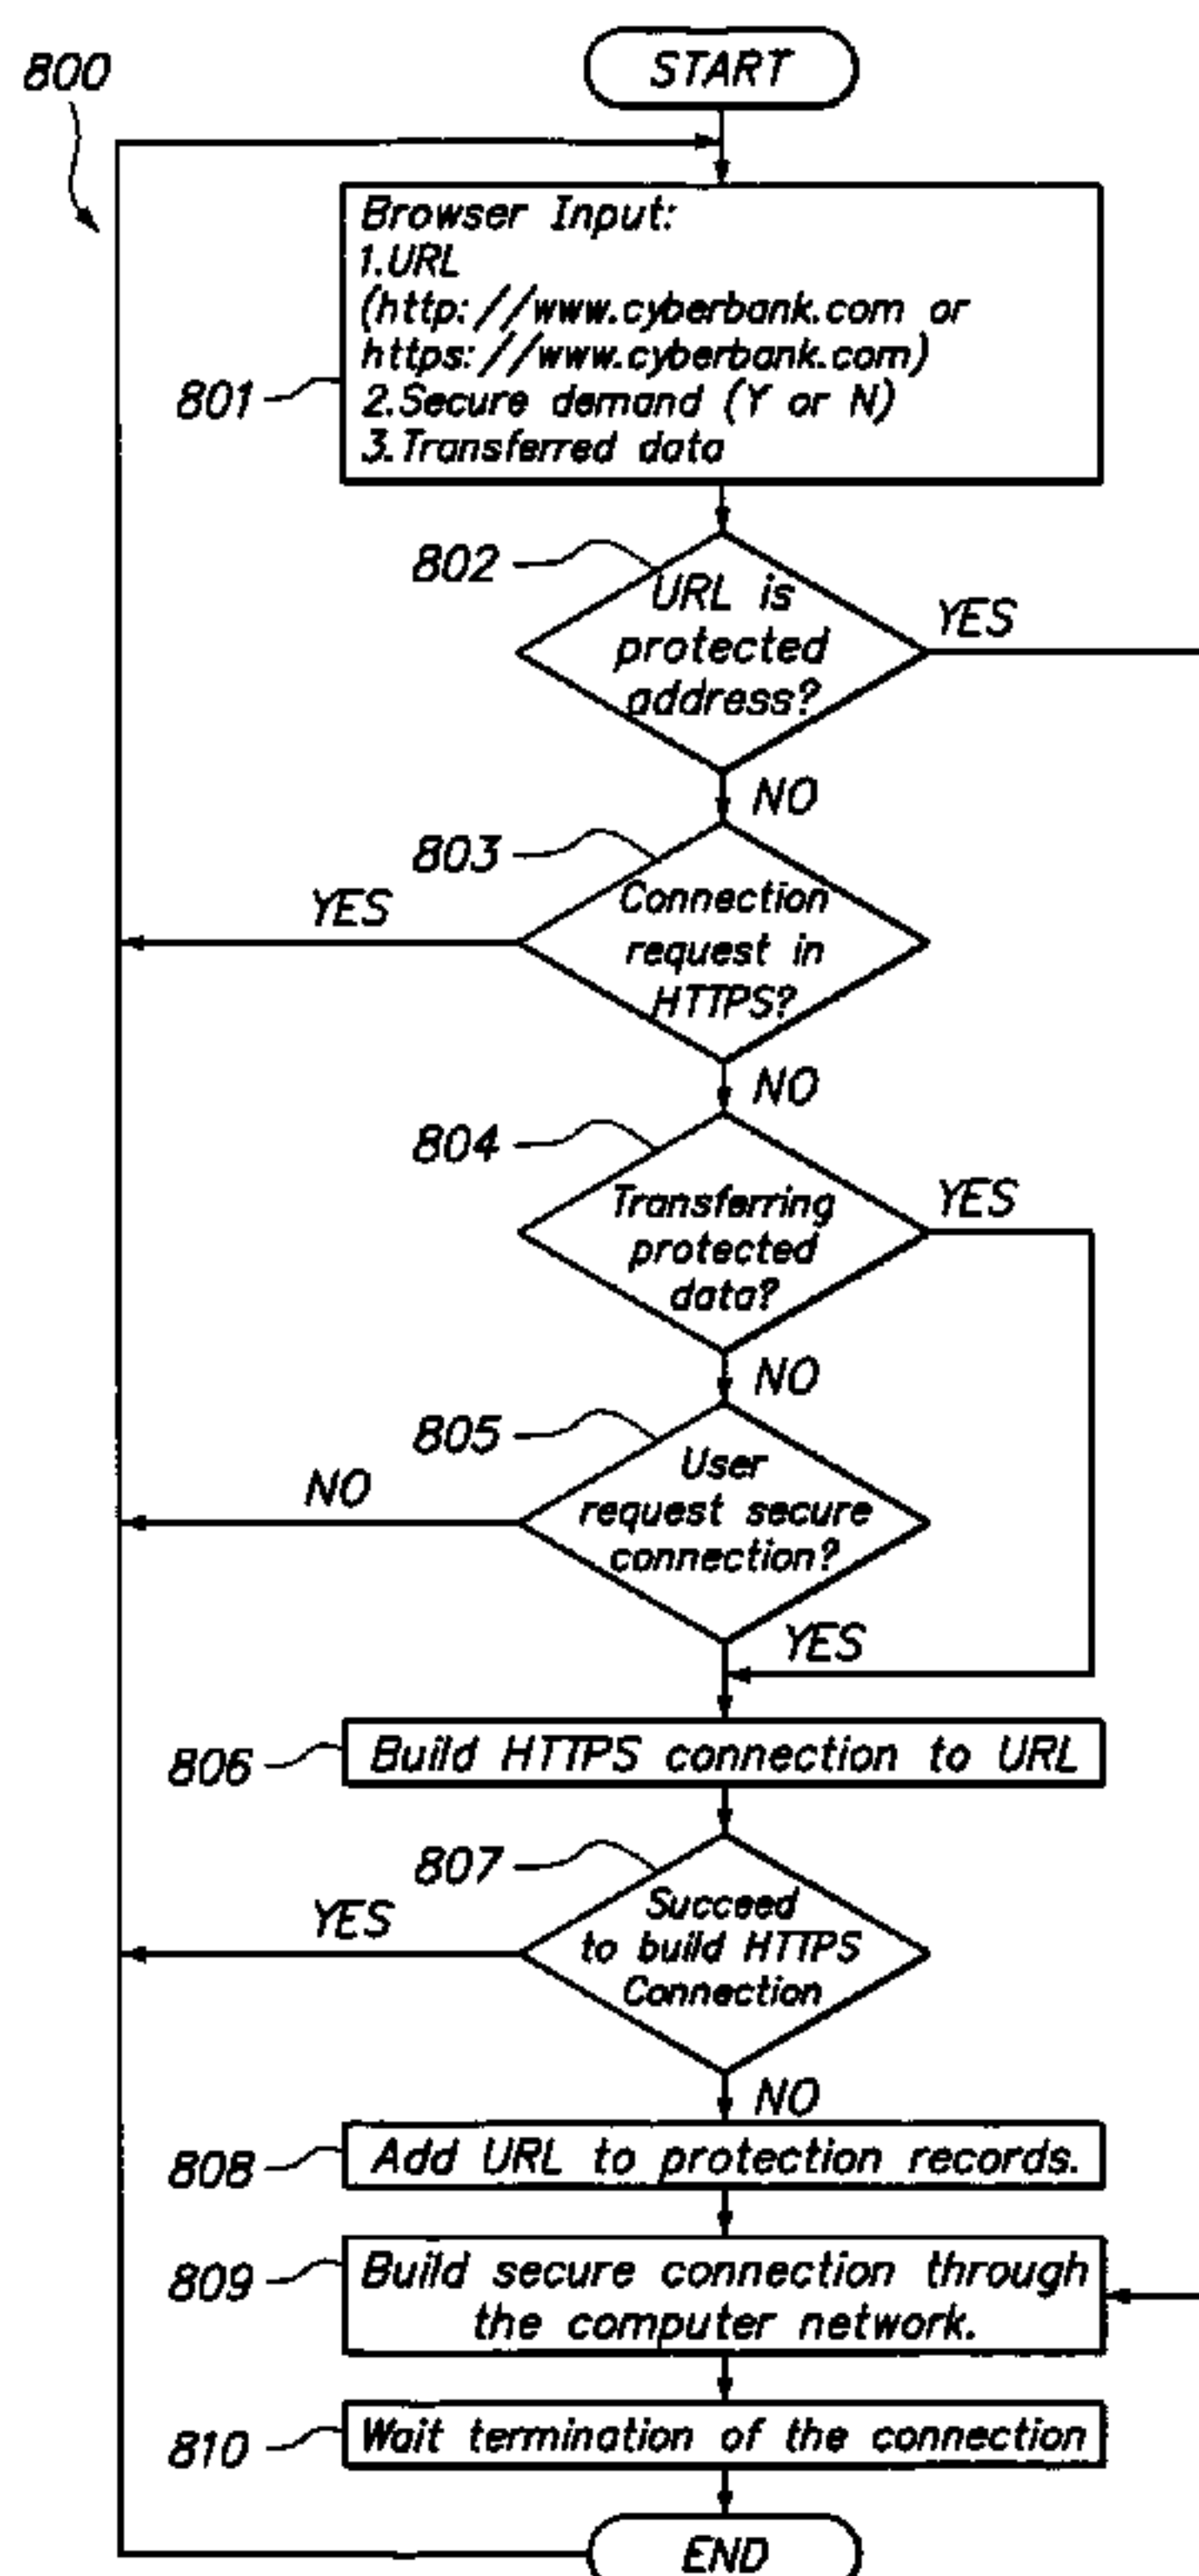 800
START
Browser Input:
1.URL
(http://www.cyberbank.com or
https://www.cyberbank.com)
801
2.Secure demand (Y or N)
3.Transferred data
802
URL is
protected
address?
YES
NO
803
Connection
request in
HTTPS?
YES
NO
804
Transferring
protected
data?
YES
NO
805
User
request secure
connection?
NO
YES
806
Build HTTPS connection to URL
807
Succeed
to build HTTPS
Connection
YES
NO
808
Add URL to protection records.
809
Build secure connection through
the computer network.
810
Wait termination of the connection
END